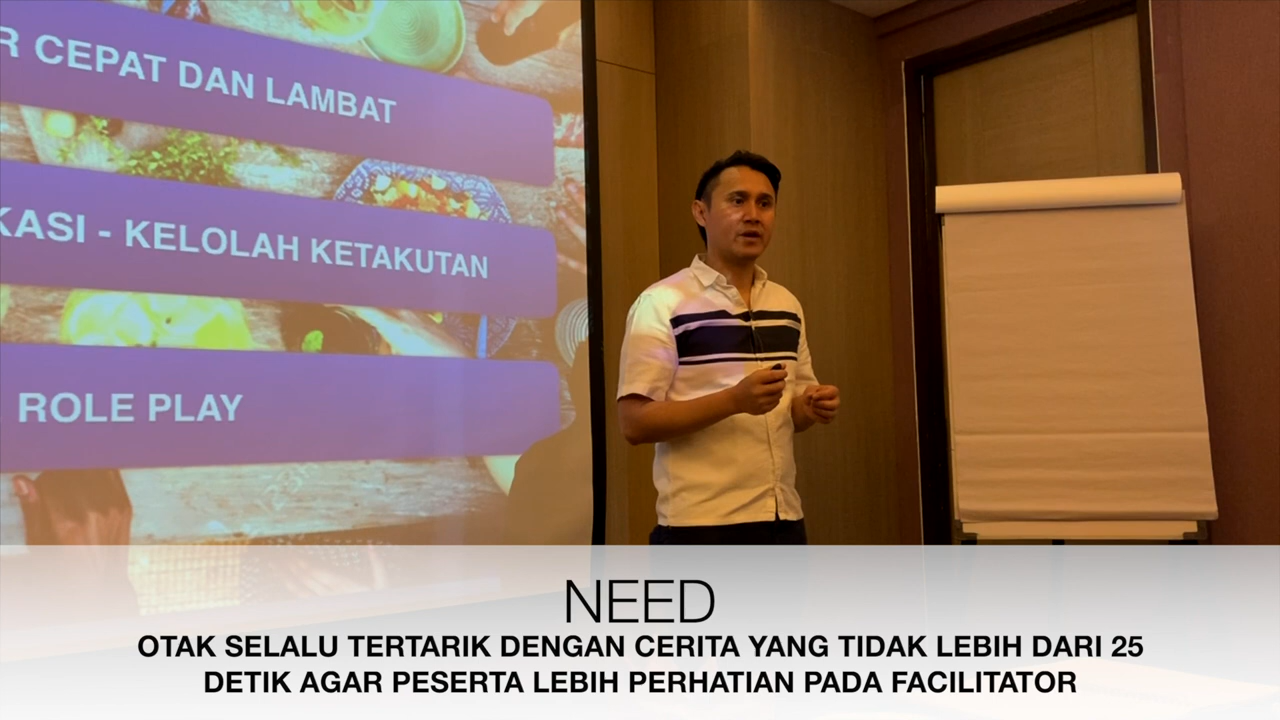 R CEPAT DAN LAMBAT
KASI - KELOLAH KETAKUTAN
ROLE PLAY
NEED
OTAK SELALU TERTARIK DENGAN CERITA YANG TIDAK LEBIH DARI 25
DETIK AGAR PESERTA LEBIH PERHATIAN PADA FACILITATOR